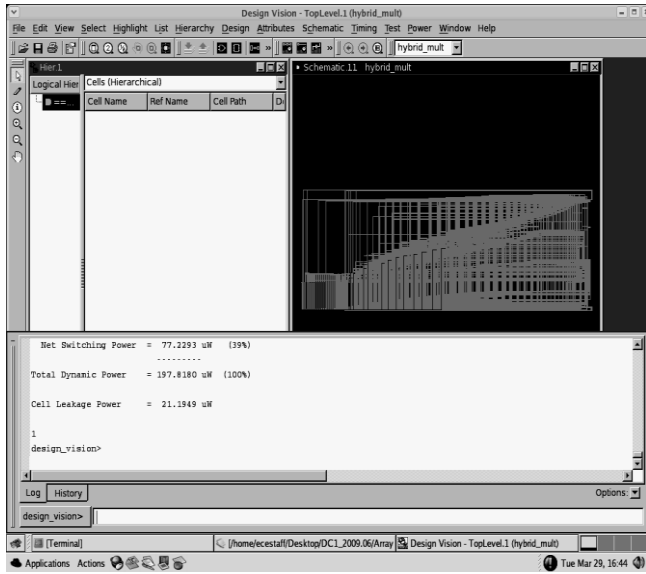 Design Vision - TopLevel.1 (hybrid_mult)
File Edit View Select Highlight List Hierarchy Design Attributes Schematic Timing Test Power Window Help
hybrid_mult
Hier.1
Schematic.11 hybrid_mult
Logical Hier
Cells (Hierarchical)
Cell Name Ref Name Cell Path
Net Switching Power = 77.2293 uW (39%)
---------
Total Dynamic Power = 197.8180 uW (100%)
Cell Leakage Power = 21.1949 uW
1
design_vision>
Log History Options:
design_vision>
[Terminal] [/home/ecestaff/Desktop/DC1_2009.06/Array Design Vision - TopLevel.1 (hybrid_mult)
Applications Actions Tue Mar 29, 16:44